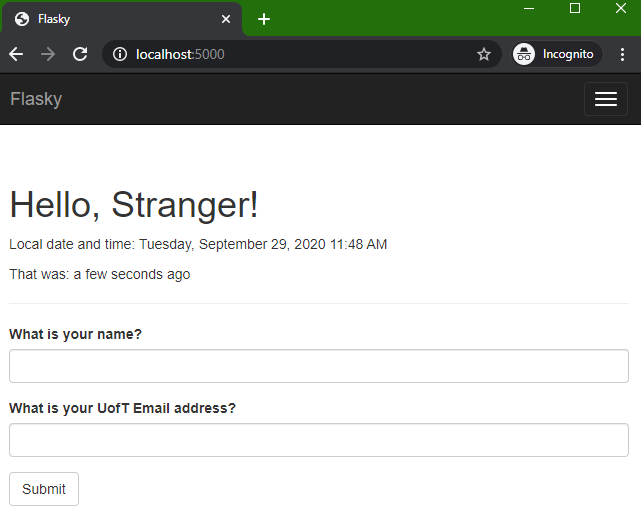 Flasky
localhost:5000
Incognito
Flasky
Hello, Stranger!
Local date and time: Tuesday, September 29, 2020 11:48 AM
That was: a few seconds ago
What is your name?
What is your UofT Email address?
Submit